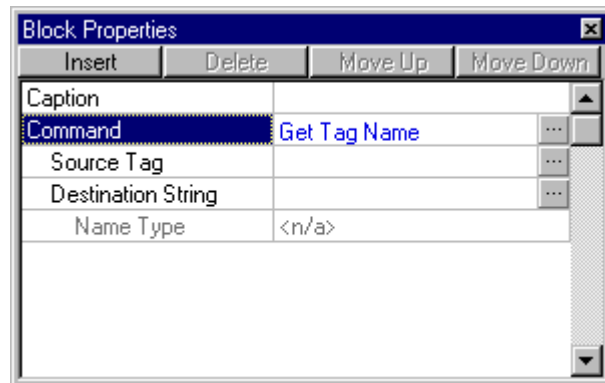 Block Properties
Insert Delete Move Up Move Down
Caption
Command Get Tag Name ...
Source Tag ...
Destination String ...
Name Type <n/a>